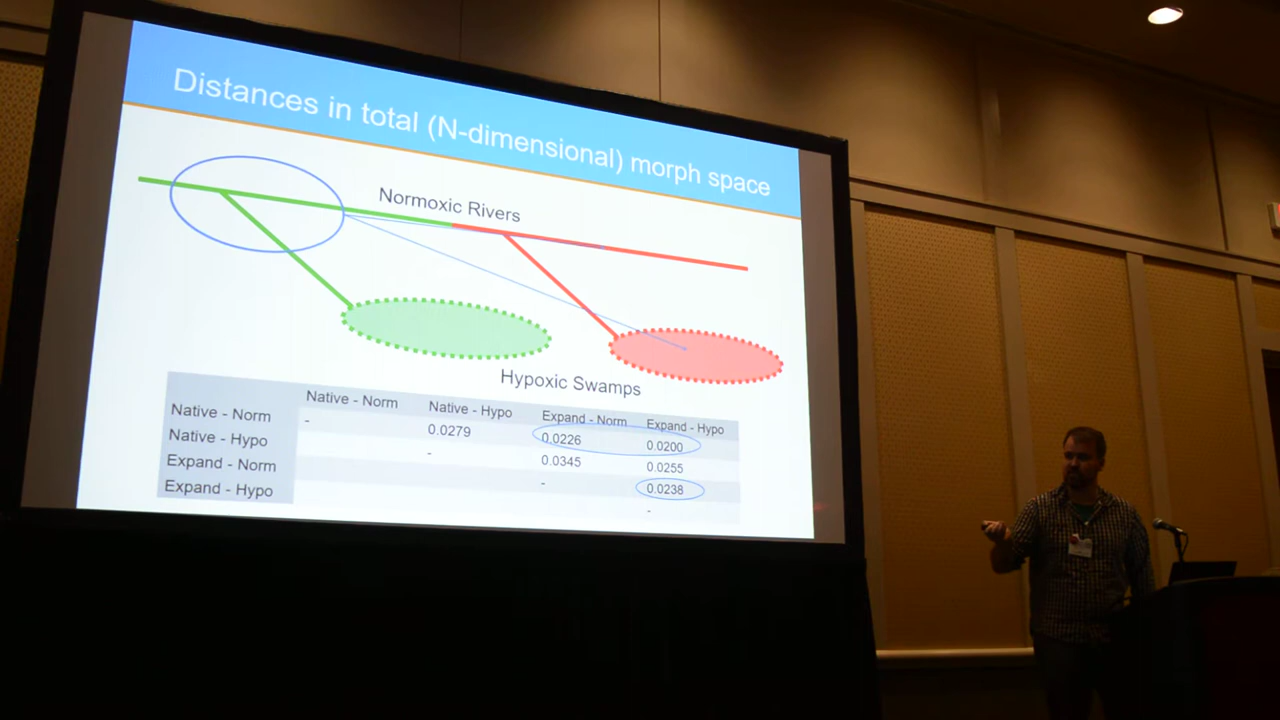 Distances in total (N-dimensional) morph space
Normoxic Rivers
Hypoxic Swamps
Native - Norm Native - Hypo Expand - Norm Expand - Hypo
Native - Norm - 0.0279 0.0226 0.0200
Native - Hypo - 0.0345 0.0255
Expand - Norm - 0.0238
Expand - Hypo -